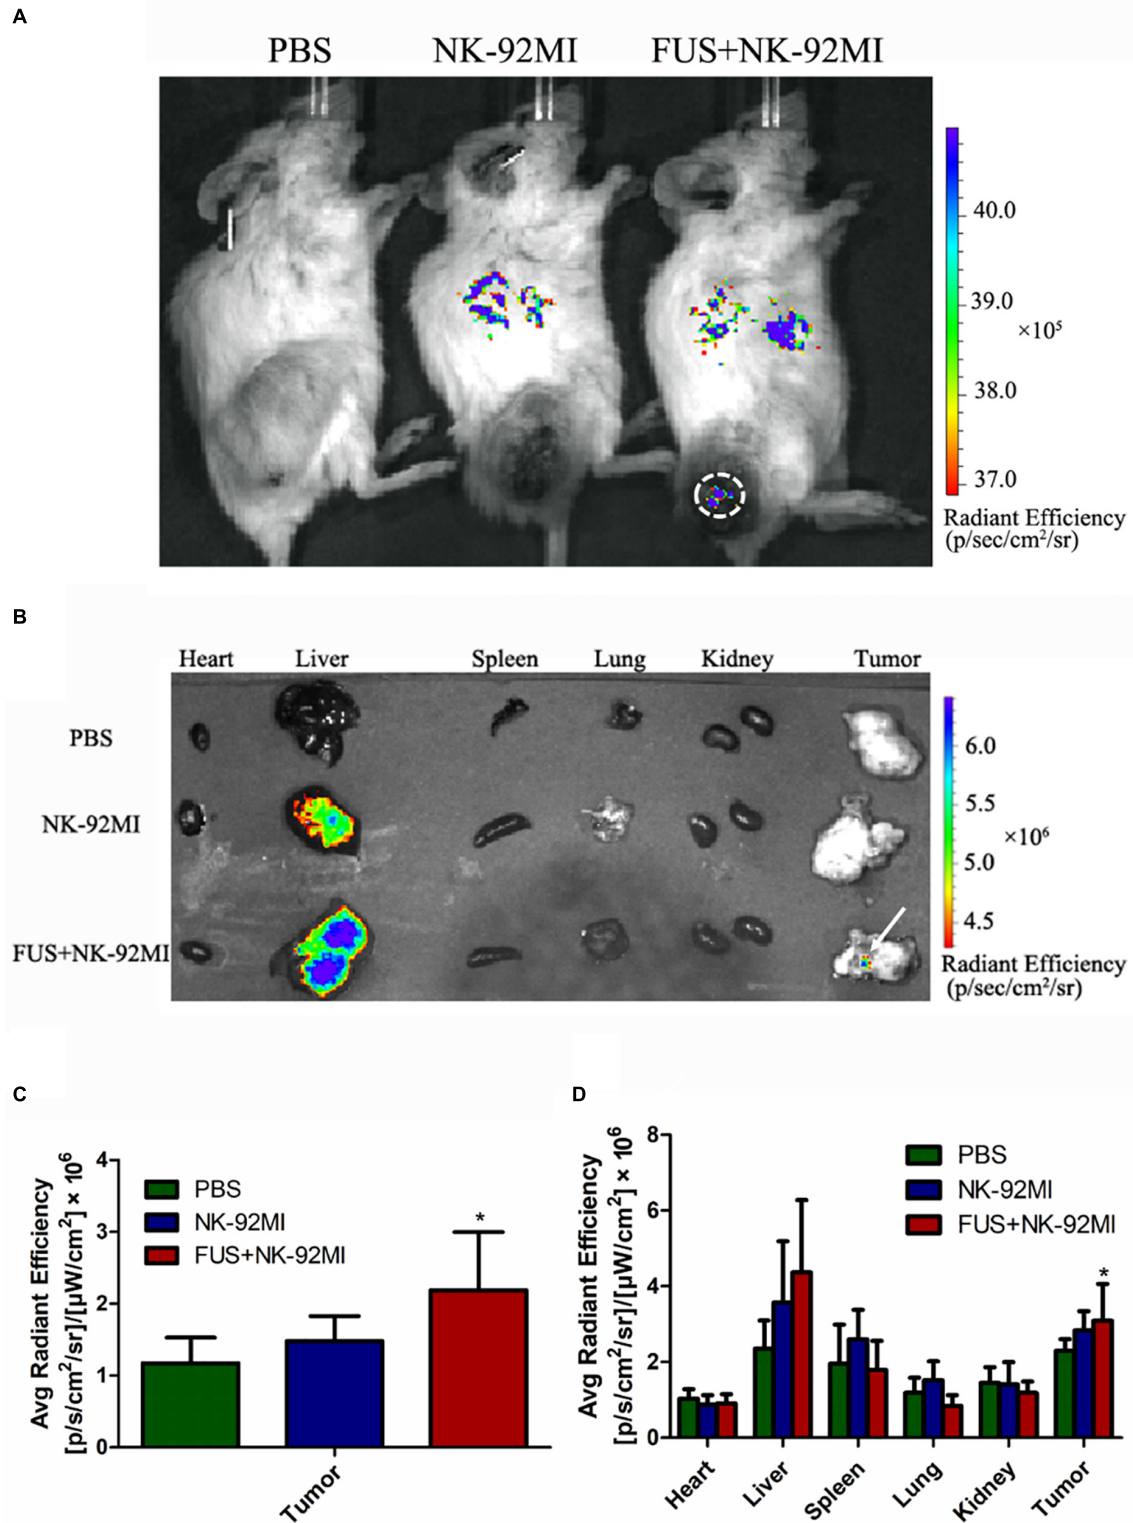 A
PBS NK-92MI FUS+NK-92MI
40.0
39.0
×10⁵
38.0
37.0
Radiant Efficiency
(p/sec/cm²/sr)
B
Heart Liver Spleen Lung Kidney Tumor
PBS
NK-92MI
FUS+NK-92MI
6.0
5.5
×10⁶
5.0
4.5
Radiant Efficiency
(p/sec/cm²/sr)
C
Avg Radiant Efficiency
[p/s/cm²/sr]/[µW/cm²] × 10⁶
4
3
2
1
0
PBS
NK-92MI
FUS+NK-92MI
*
Tumor
D
Avg Radiant Efficiency
[p/s/cm²/sr]/[µW/cm²] × 10⁶
8
6
4
2
0
PBS
NK-92MI
FUS+NK-92MI
*
Heart Liver Spleen Lung Kidney Tumor